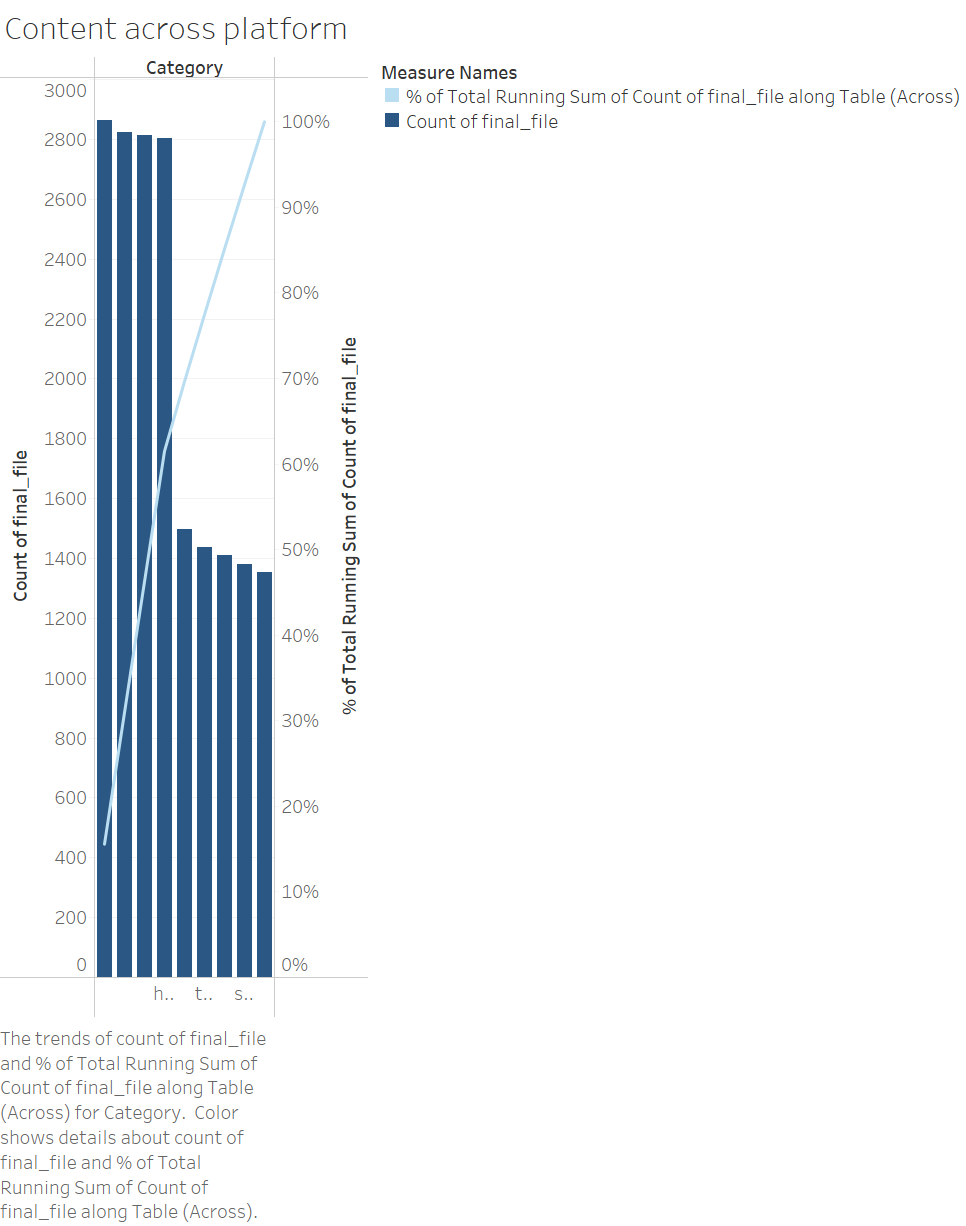 Content across platform
Category
Measure Names
% of Total Running Sum of Count of final_file along Table (Across)
Count of final_file
3000
2800
2600
2400
2200
2000
1800
1600
1400
1200
1000
800
600
400
200
0
Count of final_file
100%
90%
80%
70%
60%
50%
40%
30%
20%
10%
0%
% of Total Running Sum of Count of final_file
h.. t.. s..
The trends of count of final_file
and % of Total Running Sum of
Count of final_file along Table
(Across) for Category. Color
shows details about count of
final_file and % of Total
Running Sum of Count of
final_file along Table (Across).